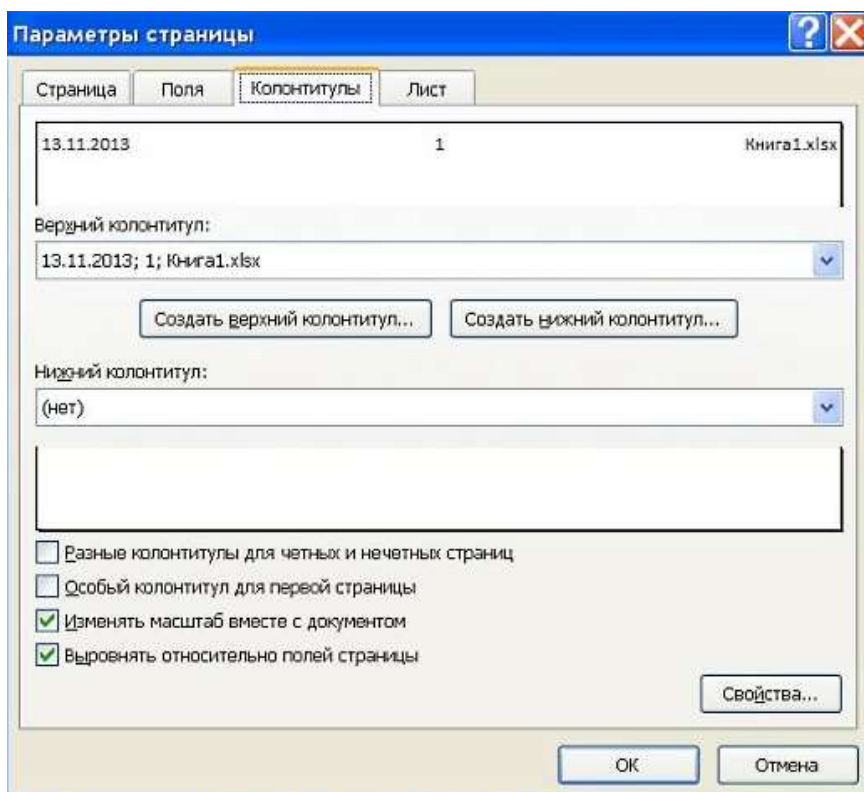 Параметры страницы
Страница Поля Колонтитулы Лист
13.11.2013 1 Книга1.xlsx
Верхний колонтитул:
13.11.2013; 1; Книга1.xlsx
Создать верхний колонтитул... Создать нижний колонтитул...
Нижний колонтитул:
(нет)
Разные колонтитулы для четных и нечетных страниц
Особый колонтитул для первой страницы
Изменять масштаб вместе с документом
Выровнять относительно полей страницы
Свойства...
ОК Отмена